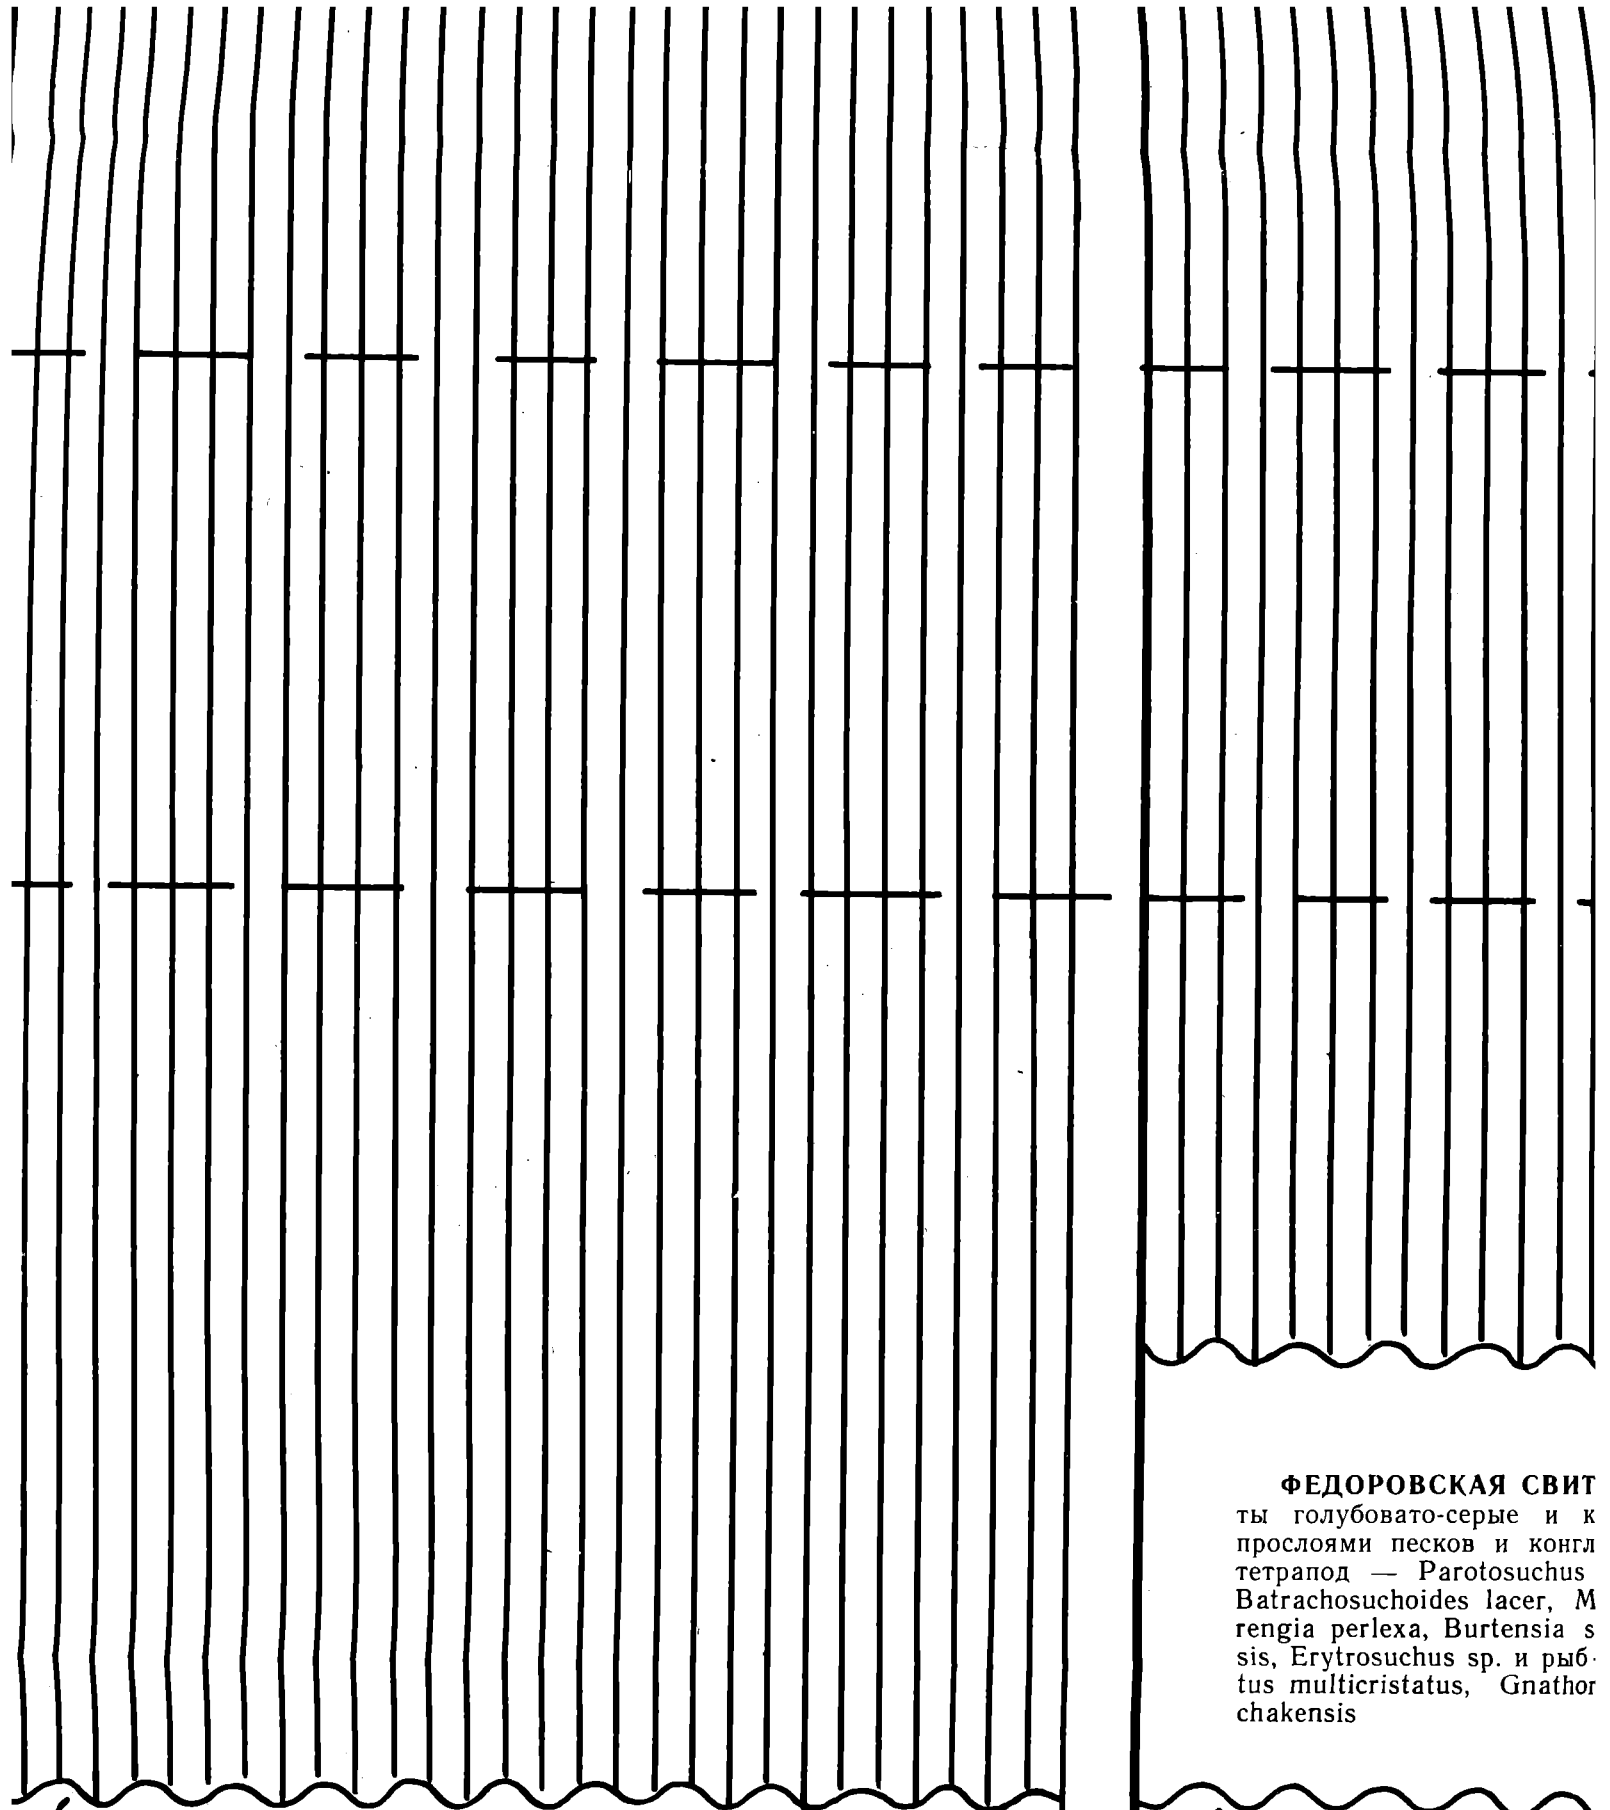 ФЕДОРОВСКАЯ СВИТ
ты голубовато-серые и к
прослоями песков и конгл
тетрапод — Parotosuchus
Batrachosuchoides lacer, M
rengia perlexa, Burtensia s
sis, Erytrosuchus sp. и рыб
tus multicristatus, Gnathor
chakensis